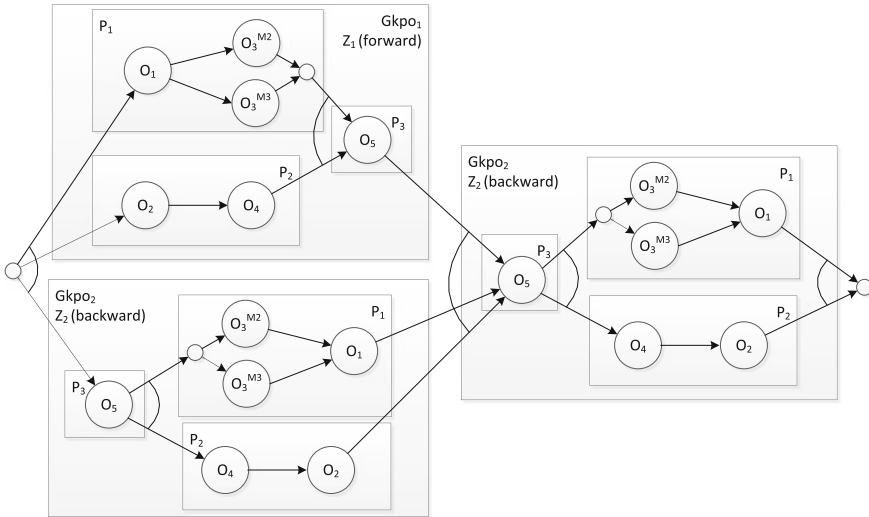 P₁
Gkpo₁
Z₁ (forward)
O₁
O₃ᴹ²
O₃ᴹ³
P₃
O₅
P₂
O₂
O₄
Gkpo₂
Z₂ (backward)
P₁
O₃ᴹ²
O₃ᴹ³
O₁
P₃
O₅
P₂
O₄
O₂
Gkpo₂
Z₂ (backward)
P₁
O₃ᴹ²
O₃ᴹ³
O₁
P₃
O₅
P₂
O₄
O₂